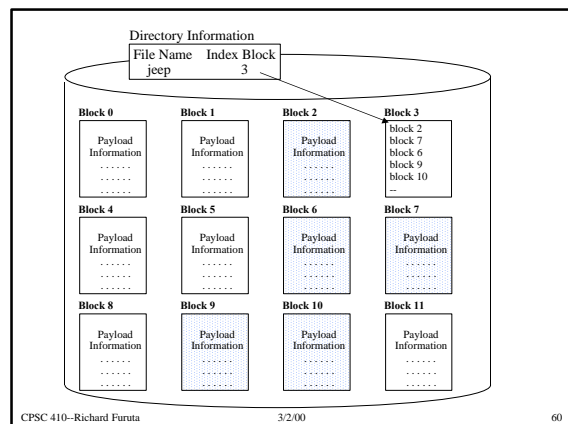 Directory Information
File Name Index Block
jeep 3
Block 0 Block 1 Block 2 Block 3
Payload Information
. . . . . .
. . . . . .
. . . . . .
Payload Information
. . . . . .
. . . . . .
. . . . . .
Payload Information
. . . . . .
. . . . . .
. . . . . .
block 2
block 7
block 6
block 9
block 10
--
Block 4 Block 5 Block 6 Block 7
Payload Information
. . . . . .
. . . . . .
. . . . . .
Payload Information
. . . . . .
. . . . . .
. . . . . .
Payload Information
. . . . . .
. . . . . .
. . . . . .
Payload Information
. . . . . .
. . . . . .
. . . . . .
Block 8 Block 9 Block 10 Block 11
Payload Information
. . . . . .
. . . . . .
. . . . . .
Payload Information
. . . . . .
. . . . . .
. . . . . .
Payload Information
. . . . . .
. . . . . .
. . . . . .
Payload Information
. . . . . .
. . . . . .
. . . . . .
CPSC 410--Richard Furuta 3/2/00 60